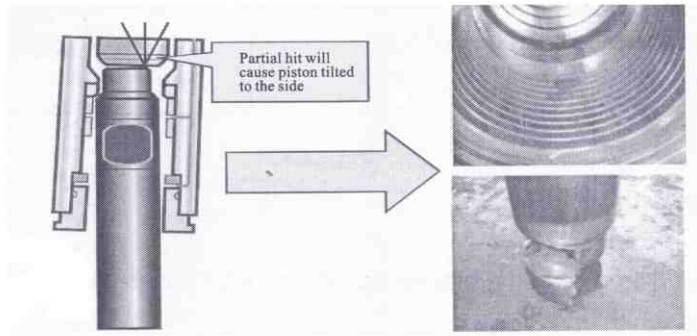 Partial hit will
cause piston tilted
to the side